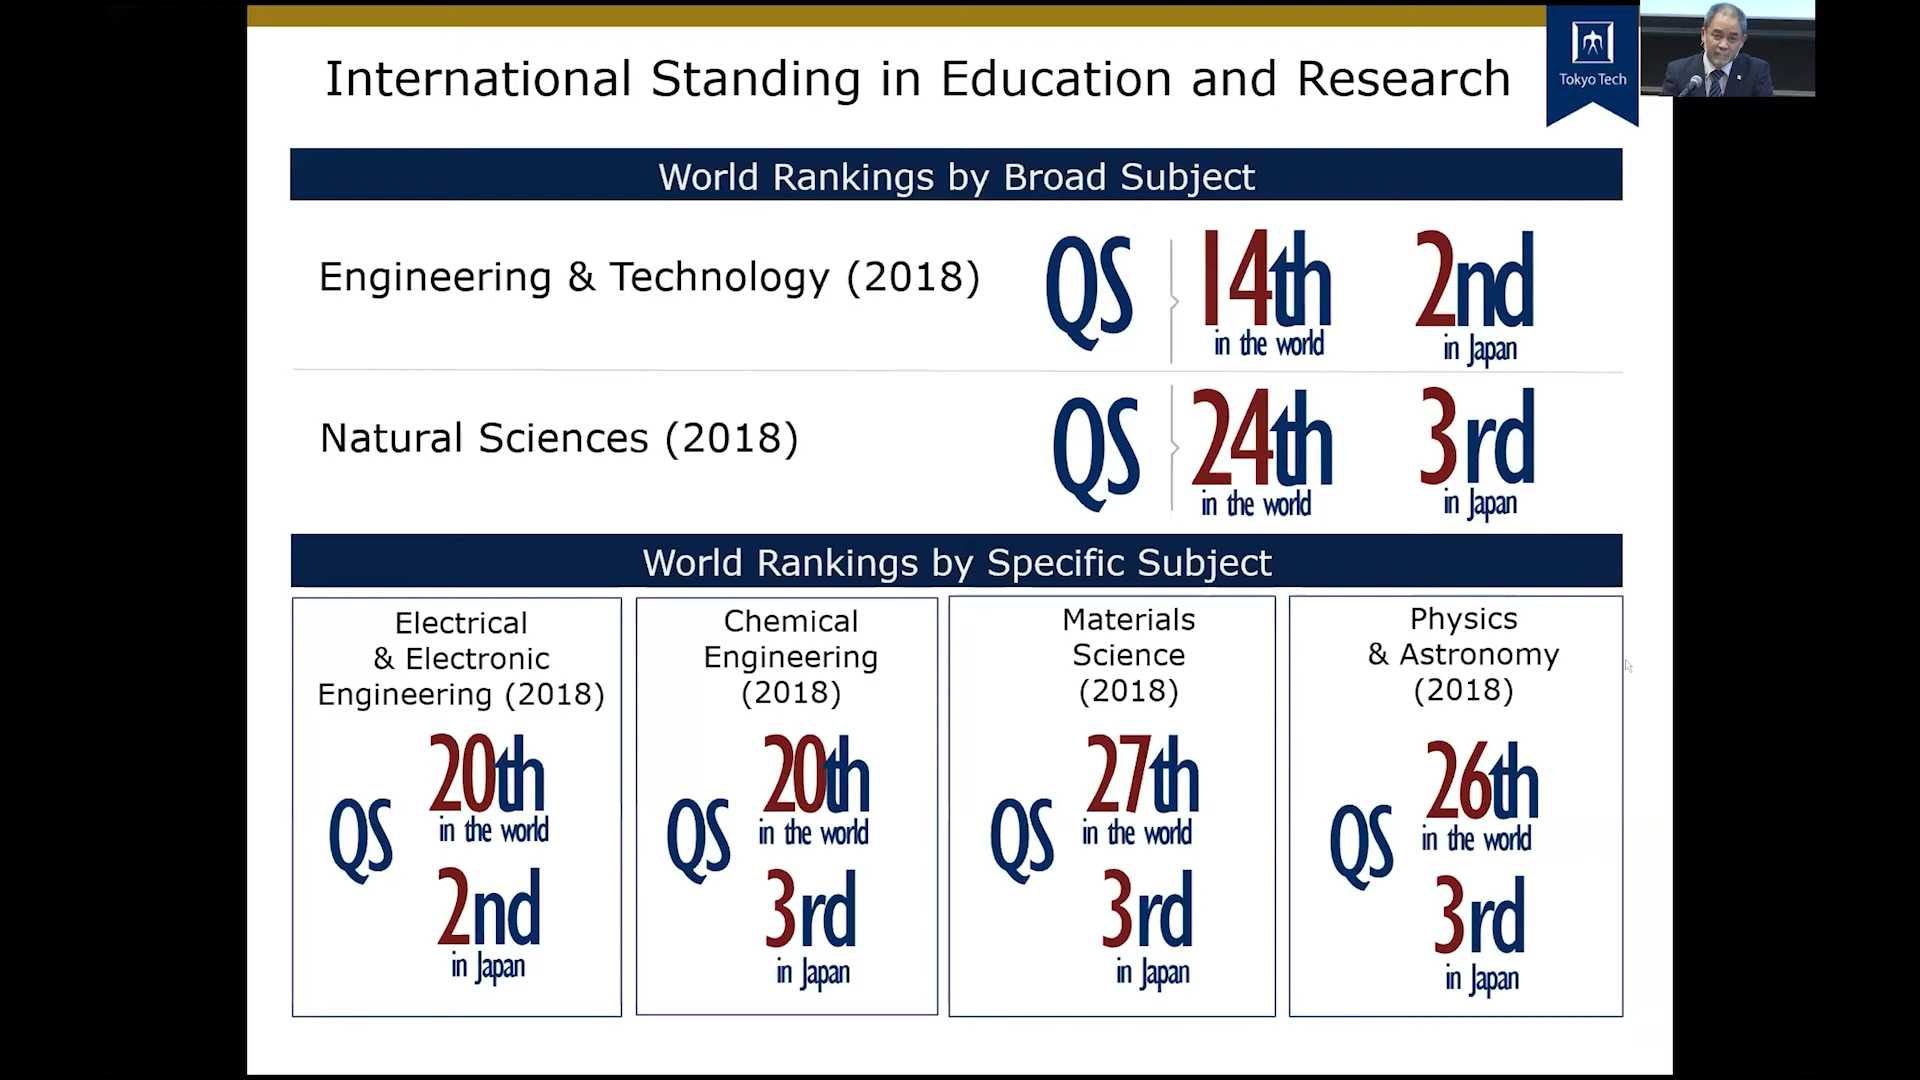 International Standing in Education and Research
Tokyo Tech
World Rankings by Broad Subject
Engineering & Technology (2018)
QS
14th
in the world
2nd
in Japan
Natural Sciences (2018)
QS
24th
in the world
3rd
in Japan
World Rankings by Specific Subject
Electrical
& Electronic
Engineering (2018)
QS
20th
in the world
2nd
in Japan
Chemical
Engineering
(2018)
QS
20th
in the world
3rd
in Japan
Materials
Science
(2018)
QS
27th
in the world
3rd
in Japan
Physics
& Astronomy
(2018)
QS
26th
in the world
3rd
in Japan